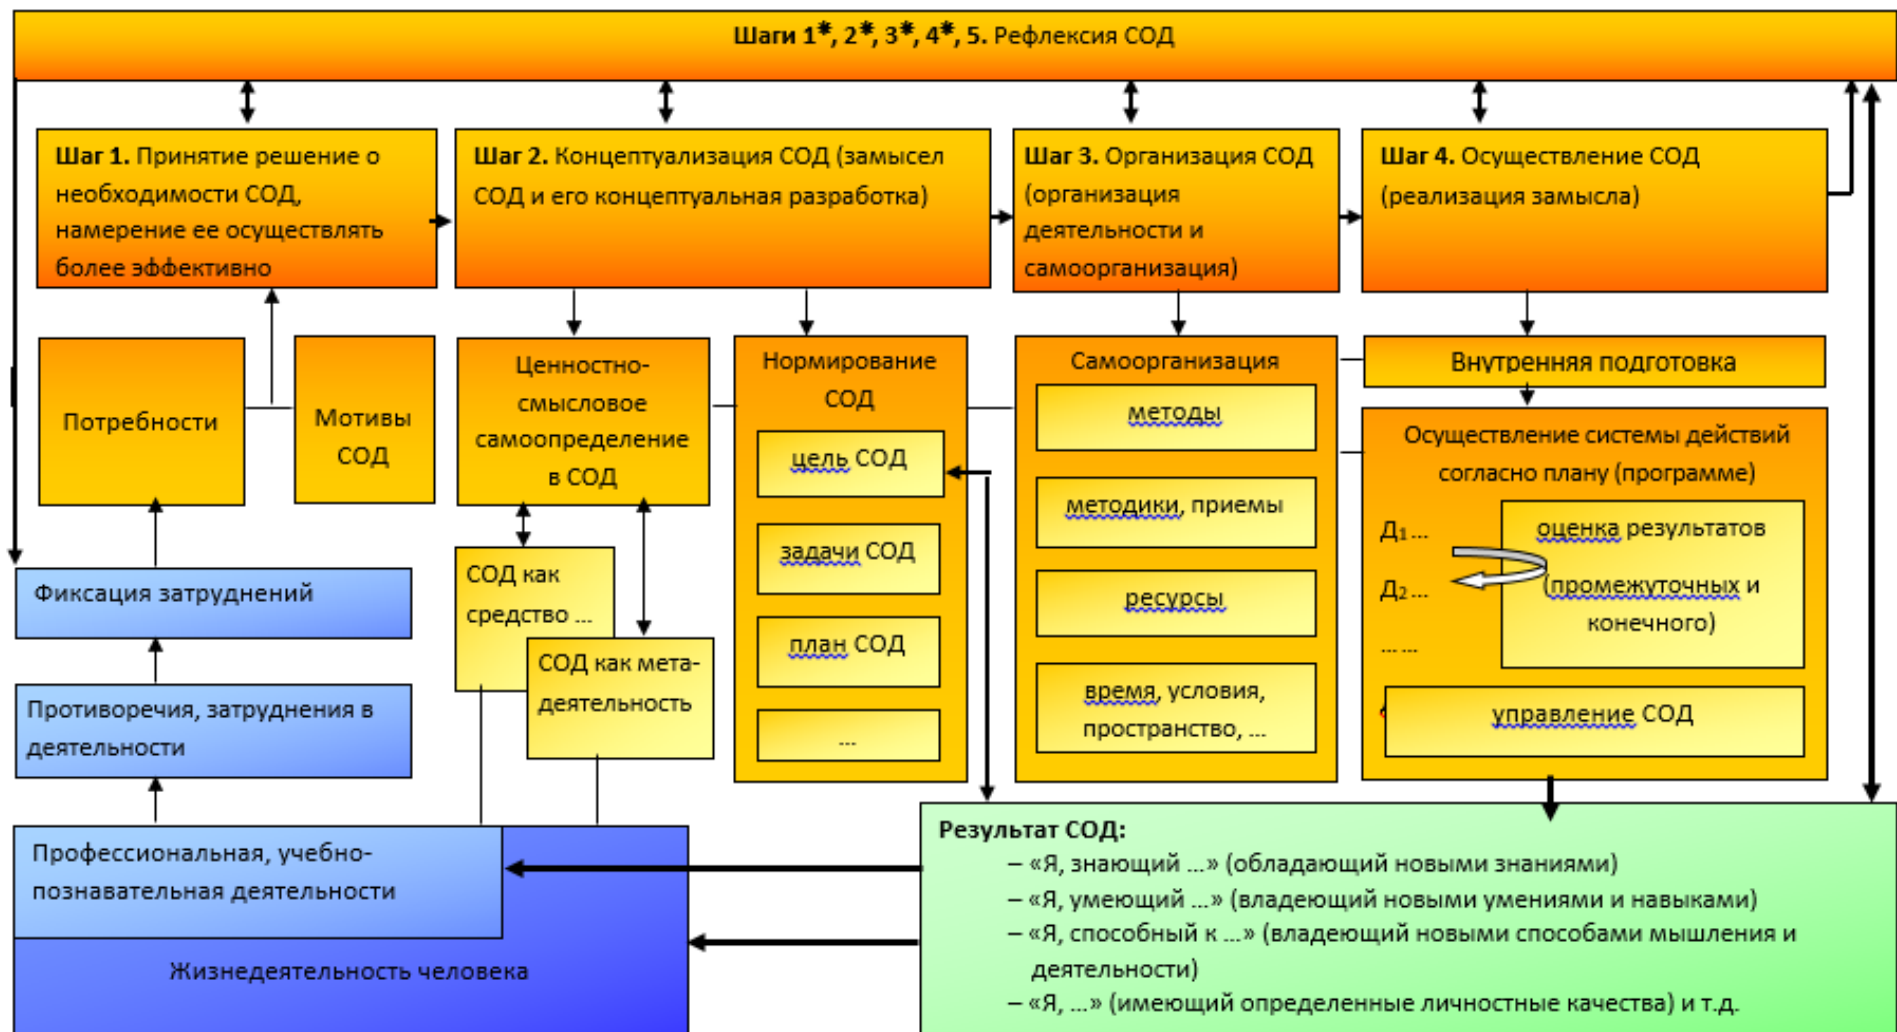 Шаги 1*, 2*, 3*, 4*, 5. Рефлексия СОД
Шаг 1. Принятие решение о
необходимости СОД,
намерение ее осуществлять
более эффективно
Шаг 2. Концептуализация СОД (замысел
СОД и его концептуальная разработка)
Шаг 3. Организация СОД
(организация
деятельности и
самоорганизация)
Шаг 4. Осуществление СОД
(реализация замысла)
Потребности
Мотивы
СОД
Ценностно-
смысловое
самоопределение
в СОД
Нормирование
СОД
цель СОД
задачи СОД
план СОД
...
Самоорганизация
методы
методики, приемы
ресурсы
время, условия,
пространство, ...
Внутренняя подготовка
Осуществление системы действий
согласно плану (программе)
Д1 ...
Д2 ...
... ...
оценка результатов
(промежуточных и
конечного)
управление СОД
СОД как
средство ...
СОД как мета-
деятельность
Фиксация затруднений
Противоречия, затруднения в
деятельности
Профессиональная, учебно-
познавательная деятельности
Жизнедеятельность человека
Результат СОД:
– «Я, знающий ...» (обладающий новыми знаниями)
– «Я, умеющий ...» (владеющий новыми умениями и навыками)
– «Я, способный к ...» (владеющий новыми способами мышления и
деятельности)
– «Я, ...» (имеющий определенные личностные качества) и т.д.